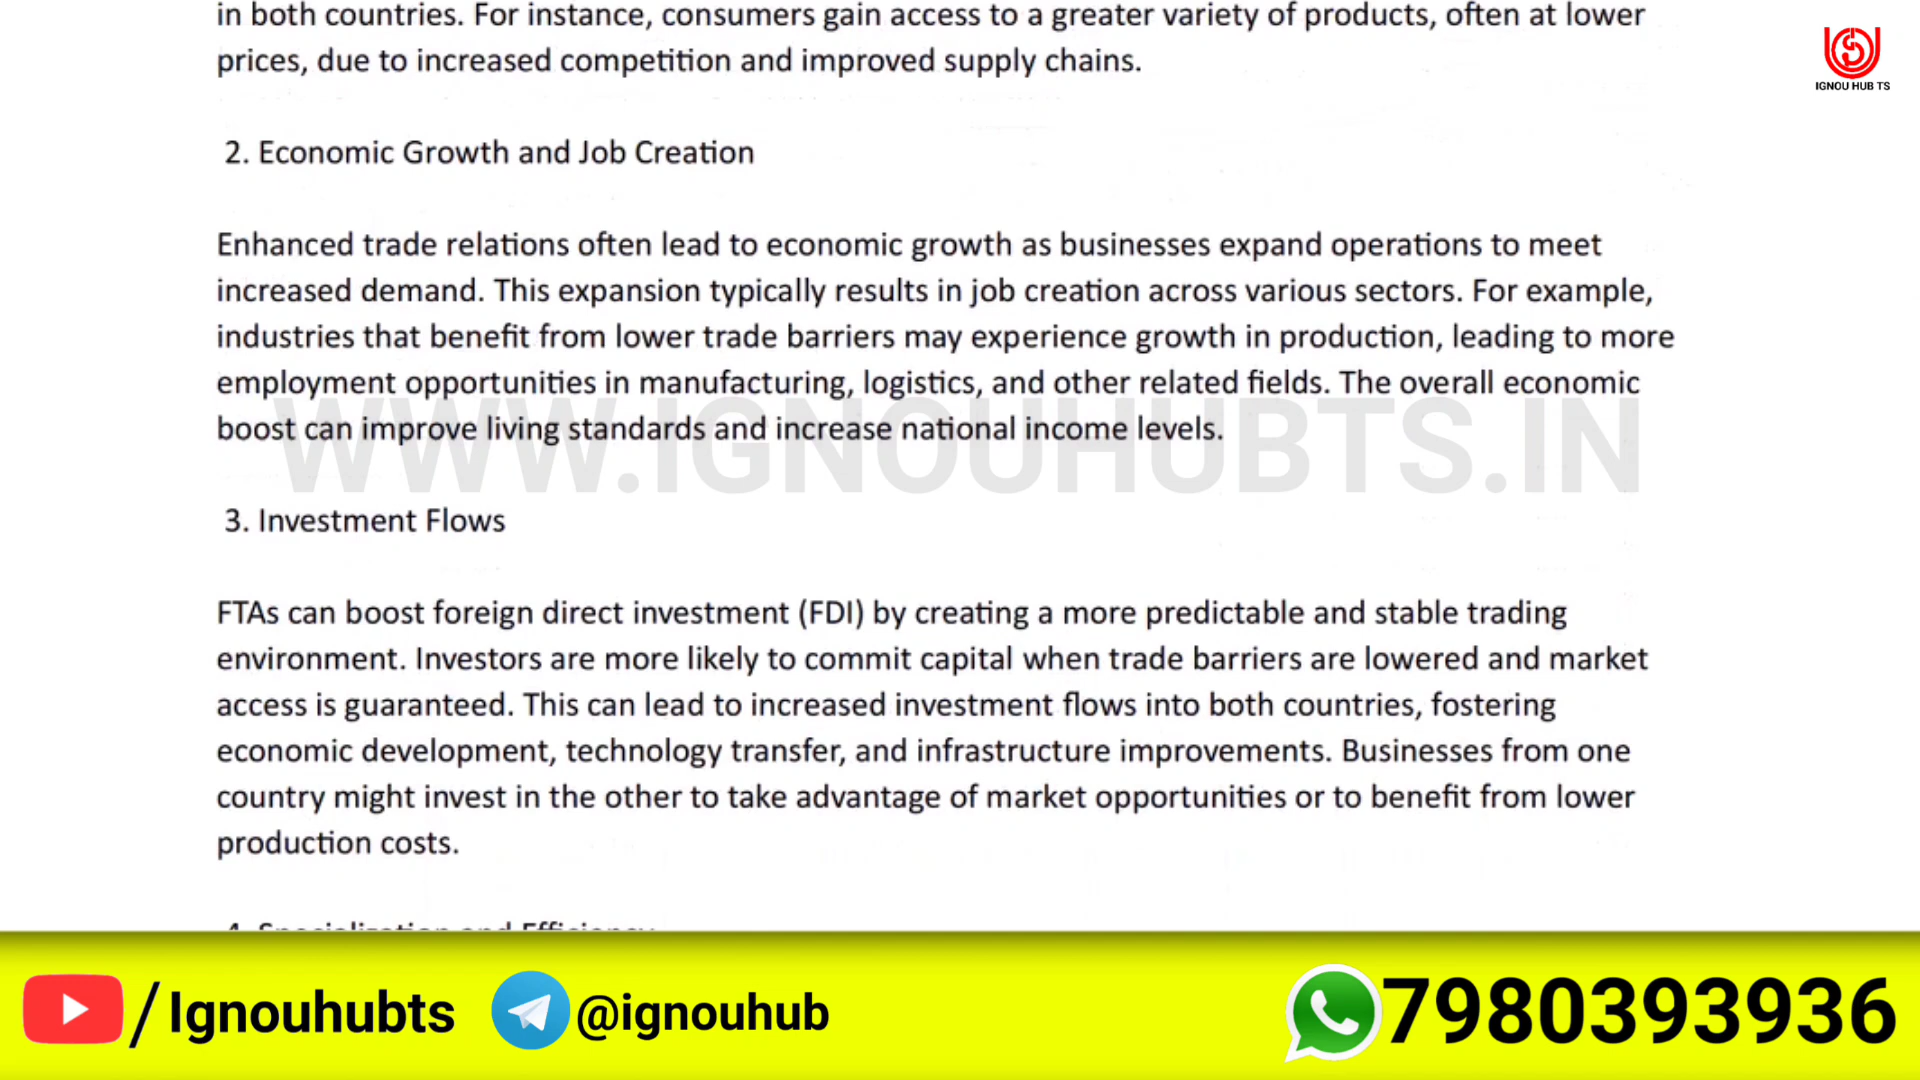 in both countries. For instance, consumers gain access to a greater variety of products, often at lower
prices, due to increased competition and improved supply chains.
IGNOU HUB TS
2. Economic Growth and Job Creation
Enhanced trade relations often lead to economic growth as businesses expand operations to meet
increased demand. This expansion typically results in job creation across various sectors. For example,
industries that benefit from lower trade barriers may experience growth in production, leading to more
employment opportunities in manufacturing, logistics, and other related fields. The overall economic
boost can improve living standards and increase national income levels.
WWW.IGNOUHUBTS.IN
3. Investment Flows
FTAs can boost foreign direct investment (FDI) by creating a more predictable and stable trading
environment. Investors are more likely to commit capital when trade barriers are lowered and market
access is guaranteed. This can lead to increased investment flows into both countries, fostering
economic development, technology transfer, and infrastructure improvements. Businesses from one
country might invest in the other to take advantage of market opportunities or to benefit from lower
production costs.
4. Specialization and Efficiency
/Ignouhubts @ignouhub 7980393936